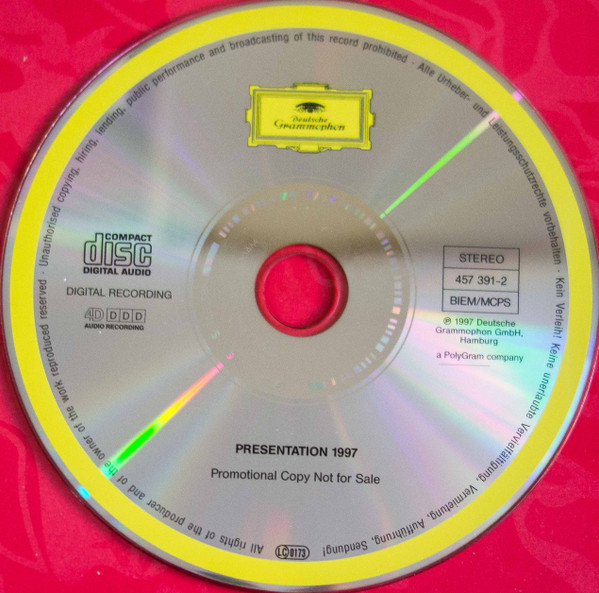 Deutsche
Grammophon
COMPACT
disc
DIGITAL AUDIO
DIGITAL RECORDING
4D DDD
AUDIO RECORDING
STEREO
457 391-2
BIEM/MCPS
℗ 1997 Deutsche
Grammophon GmbH,
Hamburg
a PolyGram company
PRESENTATION 1997
Promotional Copy Not for Sale
LC 0173
All rights of the producer and of the owner of the work reproduced reserved - Unauthorised copying, hiring, lending, public performance and broadcasting of this record prohibited - Alle Urheber- und Leistungsschutzrechte vorbehalten - Kein Verleih! Keine unerlaubte Vervielfältigung, Vermietung, Aufführung, Sendung!